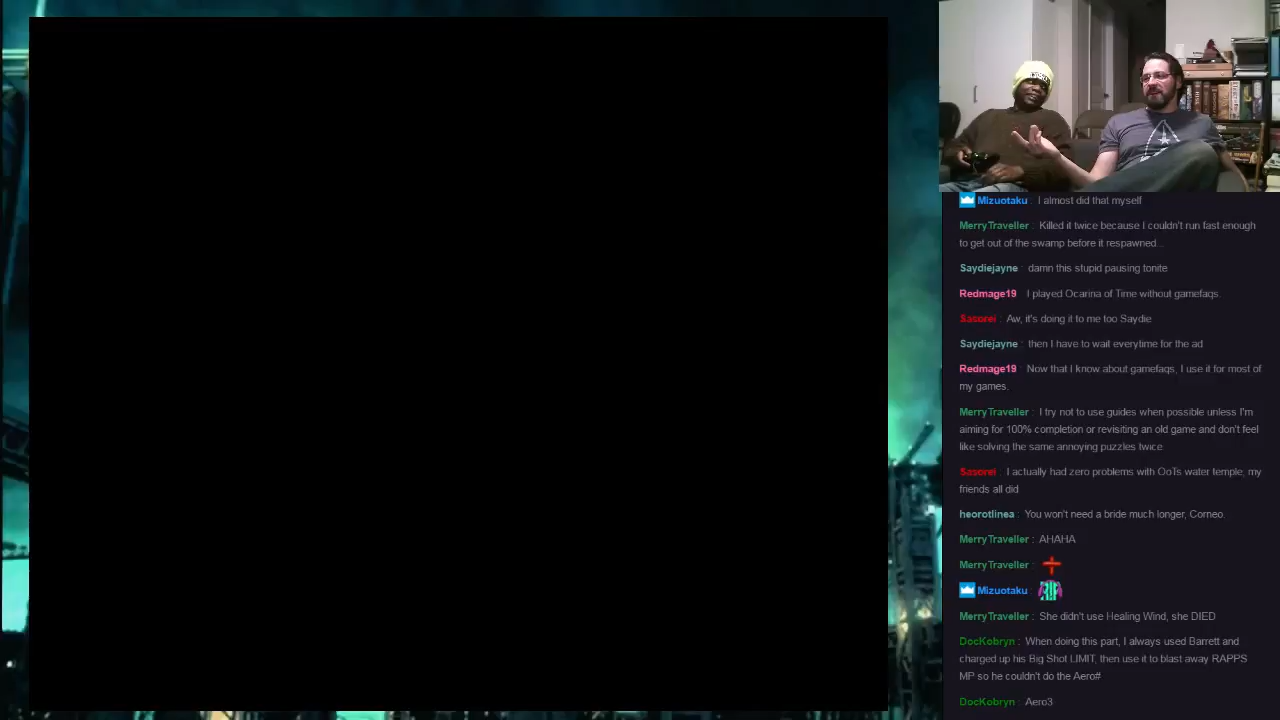 Mizuotaku : I almost did that myself
MerryTraveller : Killed it twice because I couldn't run fast enough
to get out of the swamp before it respawned...
Saydiejayne : damn this stupid pausing tonite
Redmage19 : I played Ocarina of Time without gamefaqs.
Sasorei : Aw, it's doing it to me too Saydie
Saydiejayne : then I have to wait everytime for the ad
Redmage19 : Now that I know about gamefaqs, I use it for most of
my games.
MerryTraveller : I try not to use guides when possible unless I'm
aiming for 100% completion or revisiting an old game and don't feel
like solving the same annoying puzzles twice
Sasorei : I actually had zero problems with OoTs water temple, my
friends all did
heorotlinea : You won't need a bride much longer, Corneo.
MerryTraveller : AHAHA
MerryTraveller :
Mizuotaku : RIP
MerryTraveller : She didn't use Healing Wind, she DIED
DocKobryn : When doing this part, I always used Barrett and
charged up his Big Shot LIMIT, then use it to blast away RAPPS
MP so he couldn't do the Aero#
DocKobryn : Aero3